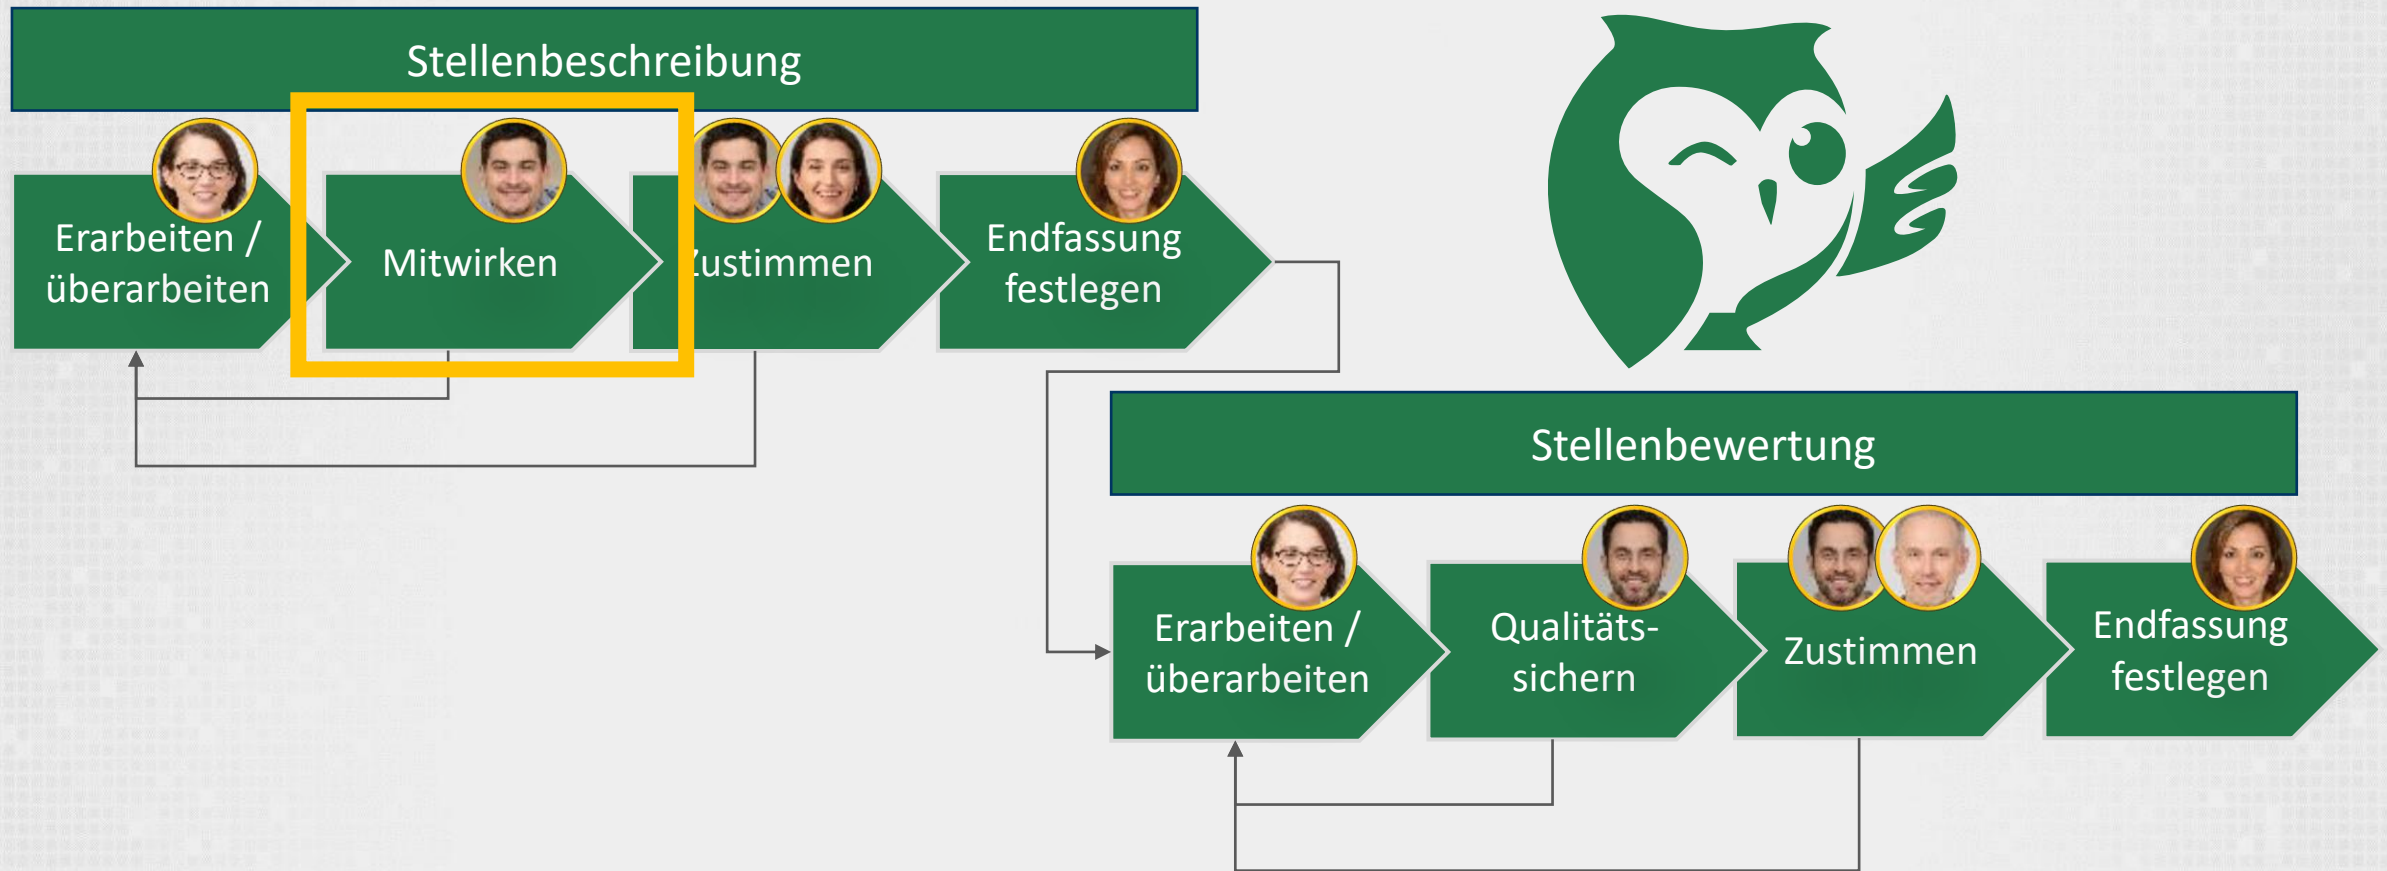 Stellenbeschreibung
Erarbeiten /
überarbeiten
Mitwirken
Zustimmen
Endfassung
festlegen
Stellenbewertung
Erarbeiten /
überarbeiten
Qualitäts-
sichern
Zustimmen
Endfassung
festlegen